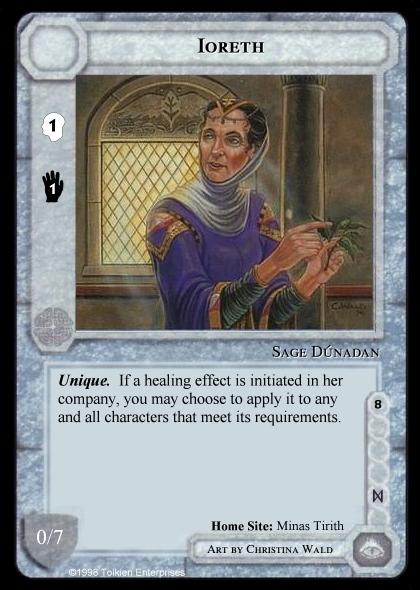 Ioreth
1
1
Sage Dúnadan
Unique. If a healing effect is initiated in her
company, you may choose to apply it to any
and all characters that meet its requirements.
8
Home Site: Minas Tirith
0/7
Art by Christina Wald
©1998 Tolkien Enterprises